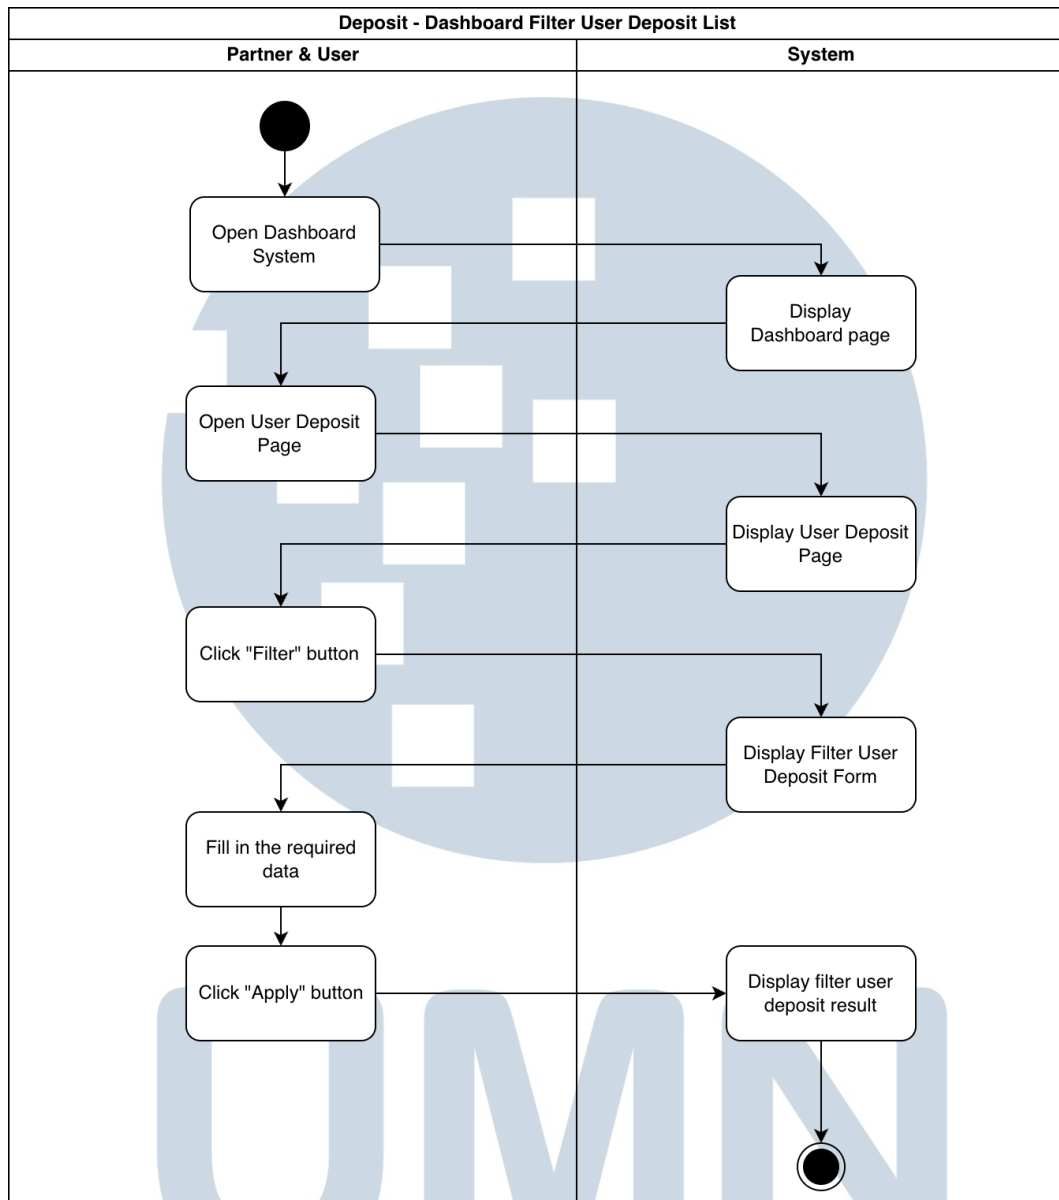 Deposit - Dashboard Filter User Deposit List
Partner & User
System
Open Dashboard
System
Display
Dashboard page
Open User Deposit
Page
Display User Deposit
Page
Click "Filter" button
Display Filter User
Deposit Form
Fill in the required
data
Click "Apply" button
Display filter user
deposit result
UMN